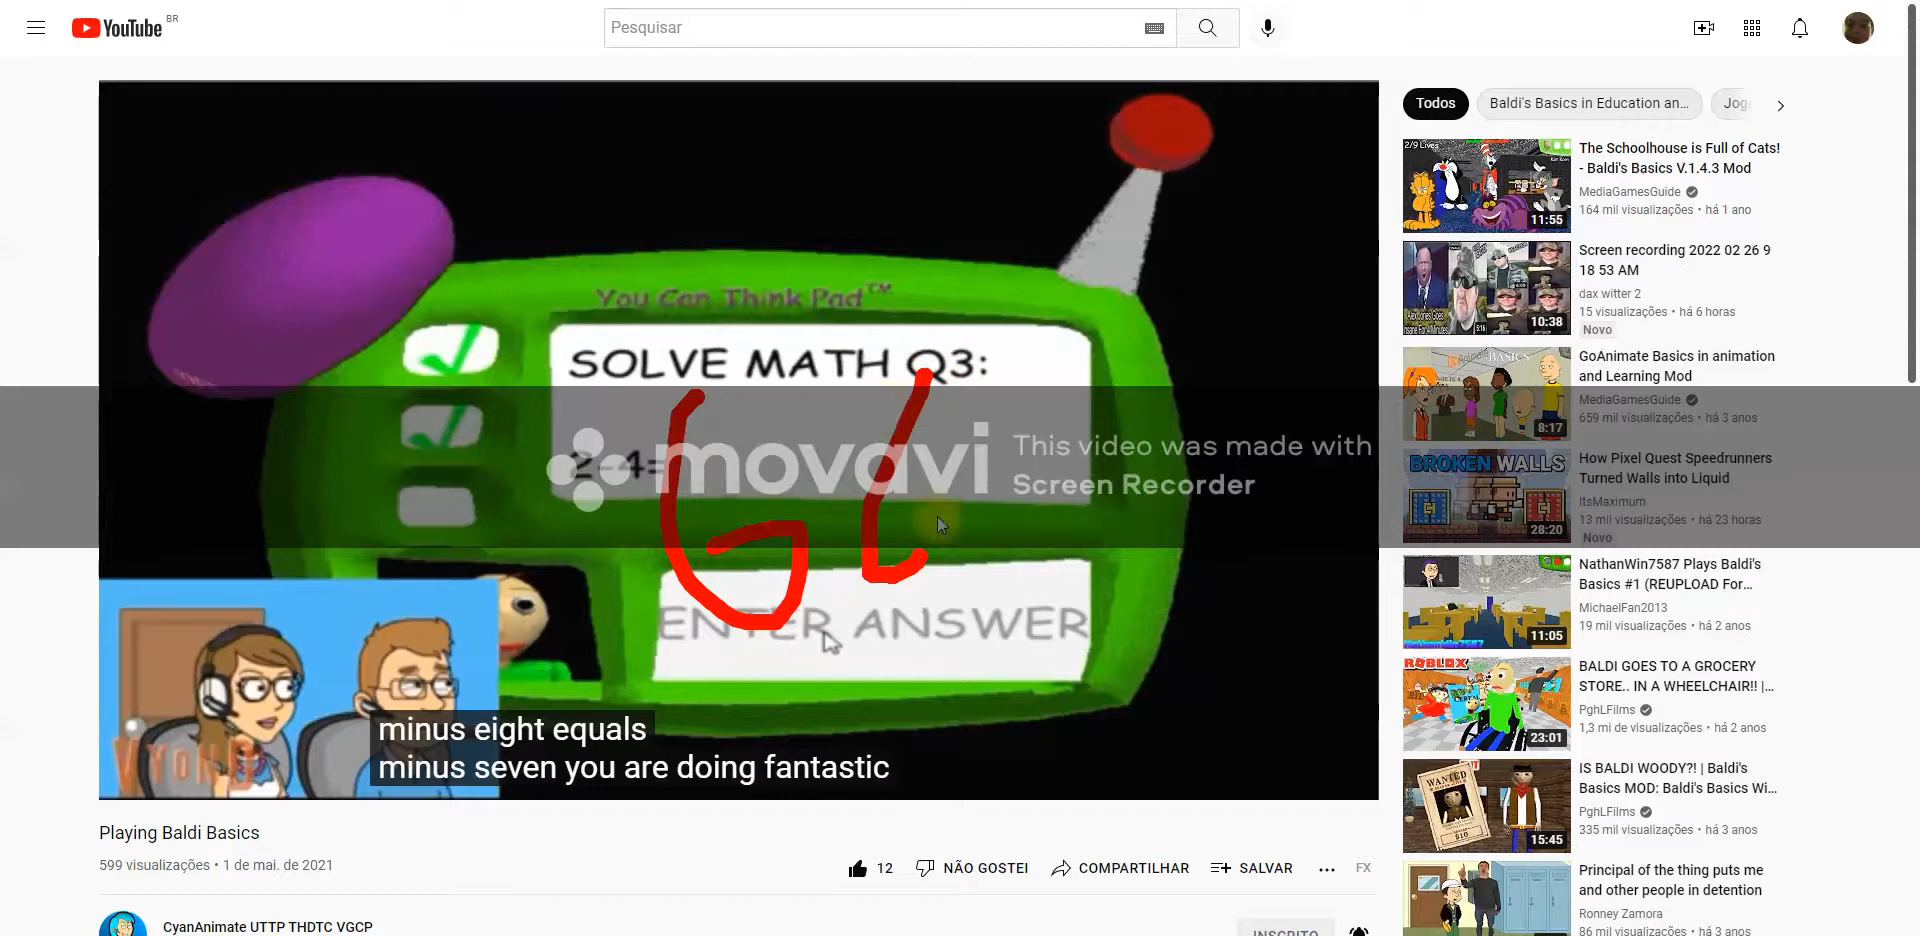 YouTube BR
Pesquisar
You Can Think Pad™
SOLVE MATH Q3:
2-4=
movavi
This video was made with
Screen Recorder
ENTER ANSWER
minus eight equals
minus seven you are doing fantastic
Playing Baldi Basics
599 visualizações • 1 de mai. de 2021
12 NÃO GOSTEI COMPARTILHAR SALVAR FX
CyanAnimate UTTP THDTC VGCP
INSCRITO
Todos Baldi's Basics in Education an... Jog
2/9 Lives
11:55
The Schoolhouse is Full of Cats!
- Baldi's Basics V.1.4.3 Mod
MediaGamesGuide
164 mil visualizações • há 1 ano
10:38
Screen recording 2022 02 26 9
18 53 AM
dax witter 2
15 visualizações • há 6 horas
Novo
BASICS
8:17
GoAnimate Basics in animation
and Learning Mod
MediaGamesGuide
659 mil visualizações • há 3 anos
BROKEN WALLS
28:20
How Pixel Quest Speedrunners
Turned Walls into Liquid
ItsMaximum
13 mil visualizações • há 23 horas
Novo
11:05
NathanWin7587 Plays Baldi's
Basics #1 (REUPLOAD For...
MichaelFan2013
19 mil visualizações • há 2 anos
ROBLOX
23:01
BALDI GOES TO A GROCERY
STORE.. IN A WHEELCHAIR!! |...
PghLFilms
1,3 mi de visualizações • há 2 anos
WANTED
$10
15:45
IS BALDI WOODY?! | Baldi's
Basics MOD: Baldi's Basics Wi...
PghLFilms
335 mil visualizações • há 3 anos
Principal of the thing puts me
and other people in detention
Ronney Zamora
86 mil visualizações • há 3 anos